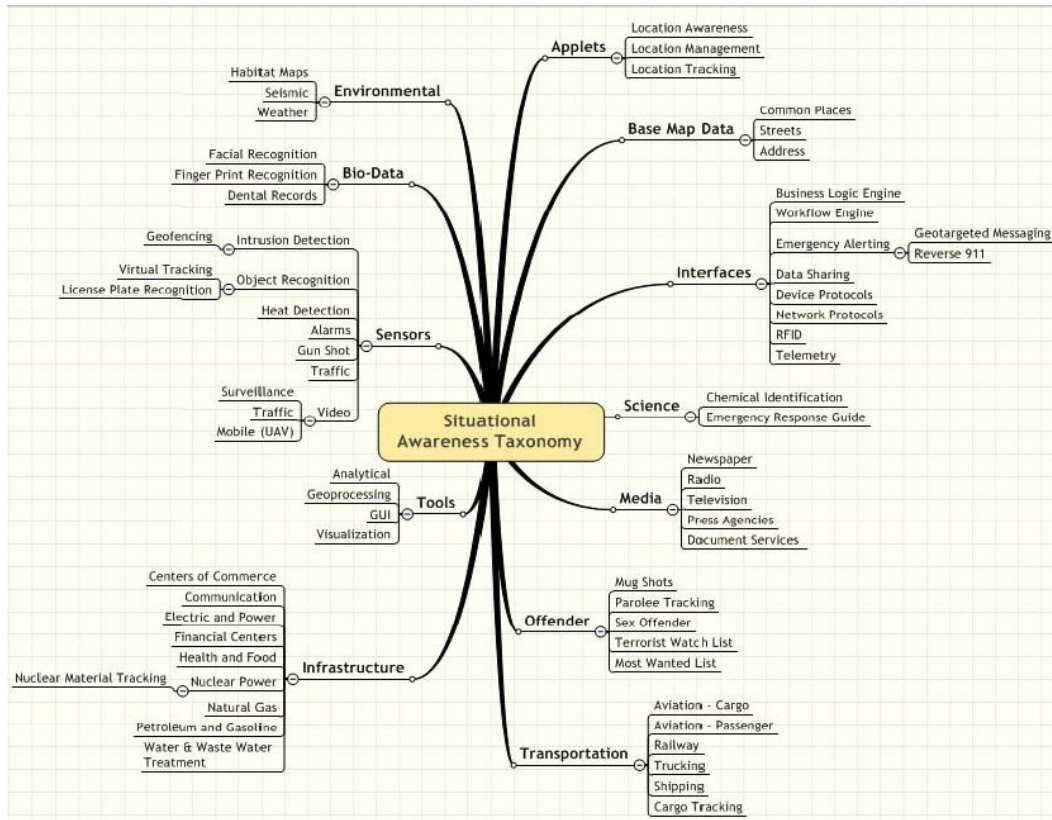 Situational
Awareness Taxonomy
Applets
Location Awareness
Location Management
Location Tracking
Base Map Data
Common Places
Streets
Address
Interfaces
Business Logic Engine
Workflow Engine
Emergency Alerting
Geotargeted Messaging
Reverse 911
Data Sharing
Device Protocols
Network Protocols
RFID
Telemetry
Science
Chemical Identification
Emergency Response Guide
Media
Newspaper
Radio
Television
Press Agencies
Document Services
Offender
Mug Shots
Parolee Tracking
Sex Offender
Terrorist Watch List
Most Wanted List
Transportation
Aviation - Cargo
Aviation - Passenger
Railway
Trucking
Shipping
Cargo Tracking
Environmental
Habitat Maps
Seismic
Weather
Bio-Data
Facial Recognition
Finger Print Recognition
Dental Records
Sensors
Intrusion Detection
Geofencing
Object Recognition
Virtual Tracking
License Plate Recognition
Heat Detection
Alarms
Gun Shot
Traffic
Video
Surveillance
Traffic
Mobile (UAV)
Tools
Analytical
Geoprocessing
GUI
Visualization
Infrastructure
Centers of Commerce
Communication
Electric and Power
Financial Centers
Health and Food
Nuclear Power
Nuclear Material Tracking
Natural Gas
Petroleum and Gasoline
Water & Waste Water
Treatment